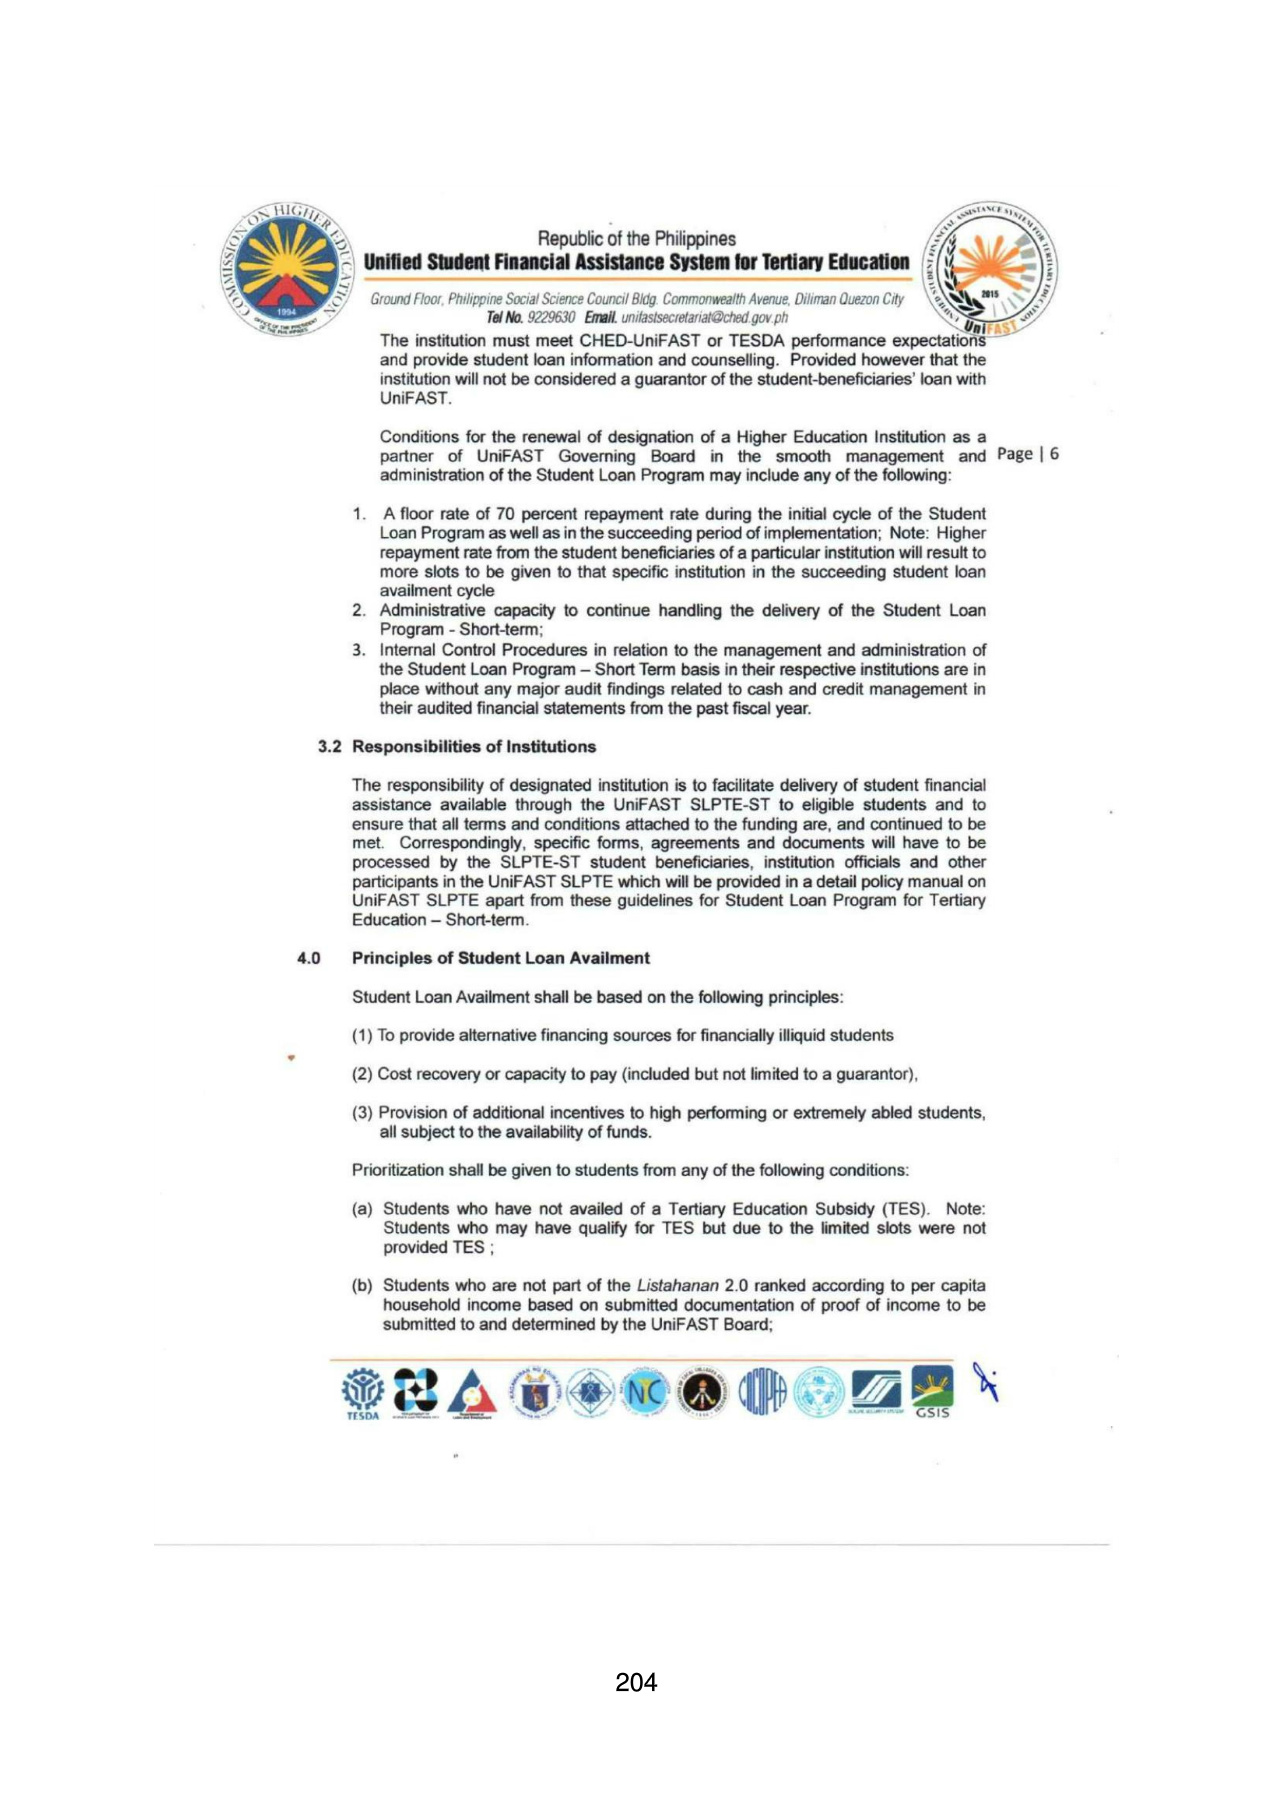 COMMISSION ON HIGHER EDUCATION
OFFICE OF THE PRESIDENT
OF THE PHILIPPINES
1994
Republic of the Philippines
Unified Student Financial Assistance System for Tertiary Education
Ground Floor, Philippine Social Science Council Bldg. Commonwealth Avenue, Diliman Quezon City
Tel No. 9229630 Email. unifastsecretariat@ched.gov.ph
UNIFIED STUDENT FINANCIAL ASSISTANCE SYSTEM FOR TERTIARY EDUCATION
2015
UniFAST
The institution must meet CHED-UniFAST or TESDA performance expectations
and provide student loan information and counselling. Provided however that the
institution will not be considered a guarantor of the student-beneficiaries' loan with
UniFAST.
Conditions for the renewal of designation of a Higher Education Institution as a
partner of UniFAST Governing Board in the smooth management and
Page | 6
administration of the Student Loan Program may include any of the following:
1. A floor rate of 70 percent repayment rate during the initial cycle of the Student
Loan Program as well as in the succeeding period of implementation; Note: Higher
repayment rate from the student beneficiaries of a particular institution will result to
more slots to be given to that specific institution in the succeeding student loan
availment cycle
2. Administrative capacity to continue handling the delivery of the Student Loan
Program - Short-term;
3. Internal Control Procedures in relation to the management and administration of
the Student Loan Program – Short Term basis in their respective institutions are in
place without any major audit findings related to cash and credit management in
their audited financial statements from the past fiscal year.
3.2 Responsibilities of Institutions
The responsibility of designated institution is to facilitate delivery of student financial
assistance available through the UniFAST SLPTE-ST to eligible students and to
ensure that all terms and conditions attached to the funding are, and continued to be
met. Correspondingly, specific forms, agreements and documents will have to be
processed by the SLPTE-ST student beneficiaries, institution officials and other
participants in the UniFAST SLPTE which will be provided in a detail policy manual on
UniFAST SLPTE apart from these guidelines for Student Loan Program for Tertiary
Education – Short-term.
4.0 Principles of Student Loan Availment
Student Loan Availment shall be based on the following principles:
(1) To provide alternative financing sources for financially illiquid students
(2) Cost recovery or capacity to pay (included but not limited to a guarantor),
(3) Provision of additional incentives to high performing or extremely abled students,
all subject to the availability of funds.
Prioritization shall be given to students from any of the following conditions:
(a) Students who have not availed of a Tertiary Education Subsidy (TES). Note:
Students who may have qualify for TES but due to the limited slots were not
provided TES ;
(b) Students who are not part of the Listahanan 2.0 ranked according to per capita
household income based on submitted documentation of proof of income to be
submitted to and determined by the UniFAST Board;
TESDA
NC
COCOPEA
GSIS
204